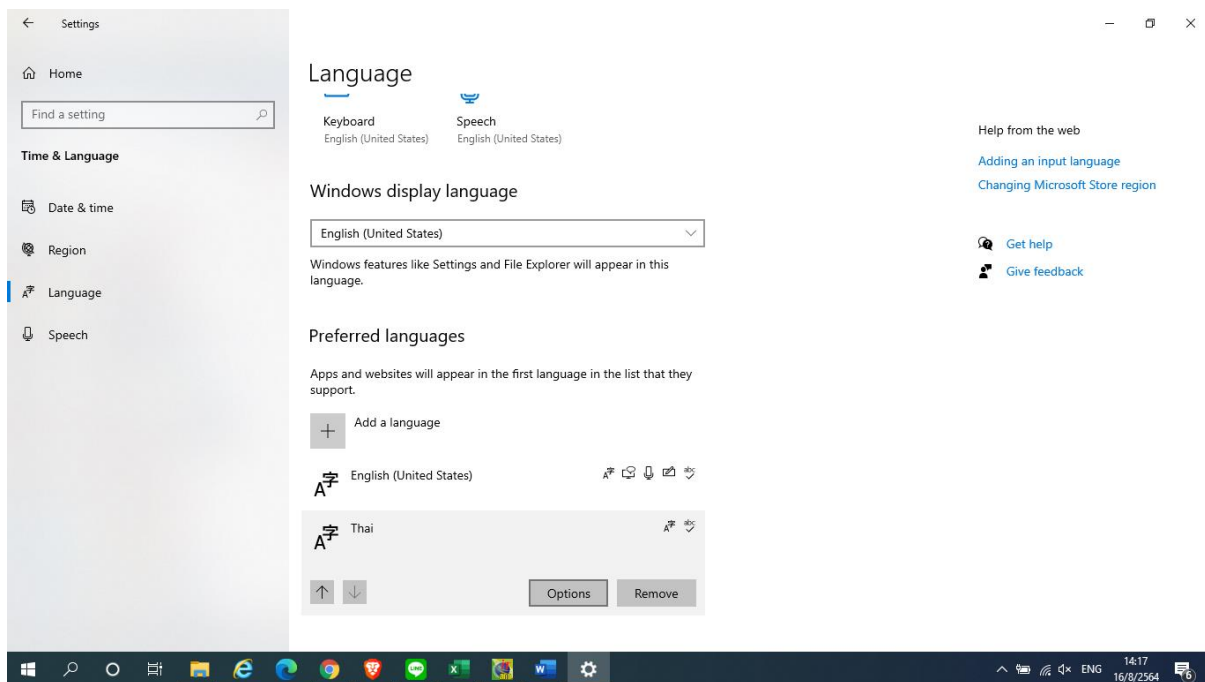 Settings
Home
Find a setting
Time & Language
Date & time
Region
Language
Speech
Language
Keyboard
English (United States)
Speech
English (United States)
Windows display language
English (United States)
Windows features like Settings and File Explorer will appear in this
language.
Preferred languages
Apps and websites will appear in the first language in the list that they
support.
Add a language
English (United States)
Thai
Options
Remove
Help from the web
Adding an input language
Changing Microsoft Store region
Get help
Give feedback
ENG
14:17
16/8/2564
6